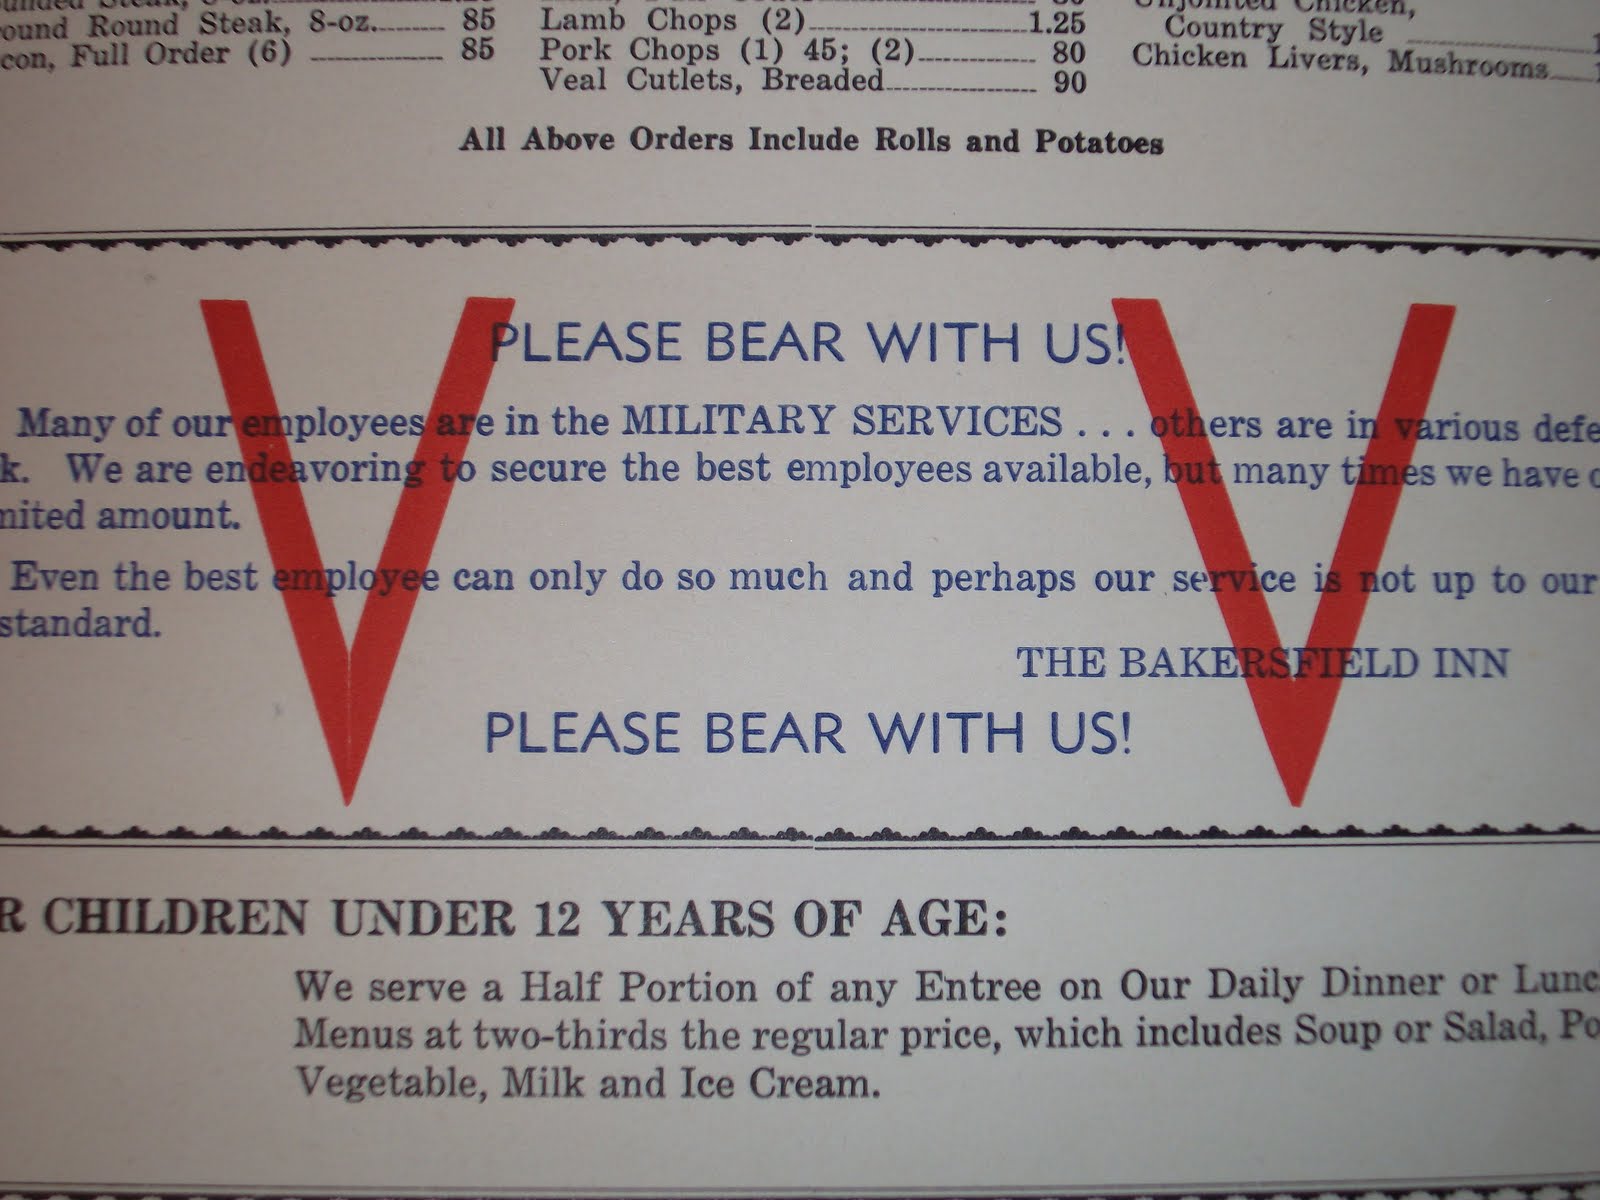 Round Steak, 8-oz. 85
Full Order (6) 85
Lamb Chops (2) 1.25
Pork Chops (1) 45; (2) 80
Veal Cutlets, Breaded 90
Chicken,
Country Style
Chicken Livers, Mushrooms
All Above Orders Include Rolls and Potatoes
PLEASE BEAR WITH US!
Many of our employees are in the MILITARY SERVICES . . . others are in various
We are endeavoring to secure the best employees available, but many times we have
amount.
Even the best employee can only do so much and perhaps our service is not up to our
standard.
THE BAKERSFIELD INN
PLEASE BEAR WITH US!
V V
CHILDREN UNDER 12 YEARS OF AGE:
We serve a Half Portion of any Entree on Our Daily Dinner or
Menus at two-thirds the regular price, which includes Soup or Salad,
Vegetable, Milk and Ice Cream.